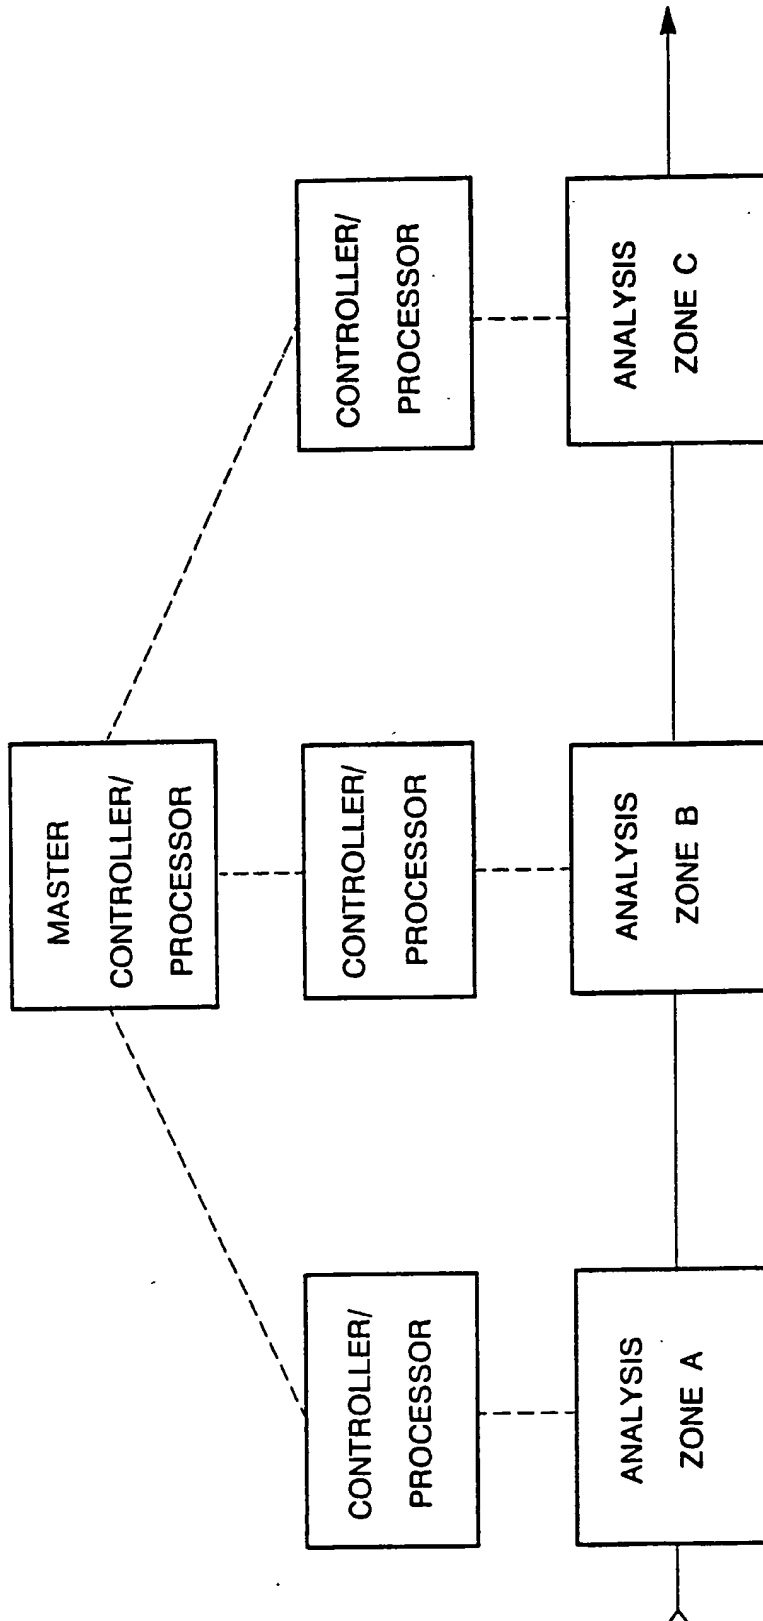 MASTER
CONTROLLER/
PROCESSOR
CONTROLLER/
PROCESSOR
CONTROLLER/
PROCESSOR
CONTROLLER/
PROCESSOR
ANALYSIS
ZONE A
ANALYSIS
ZONE B
ANALYSIS
ZONE C